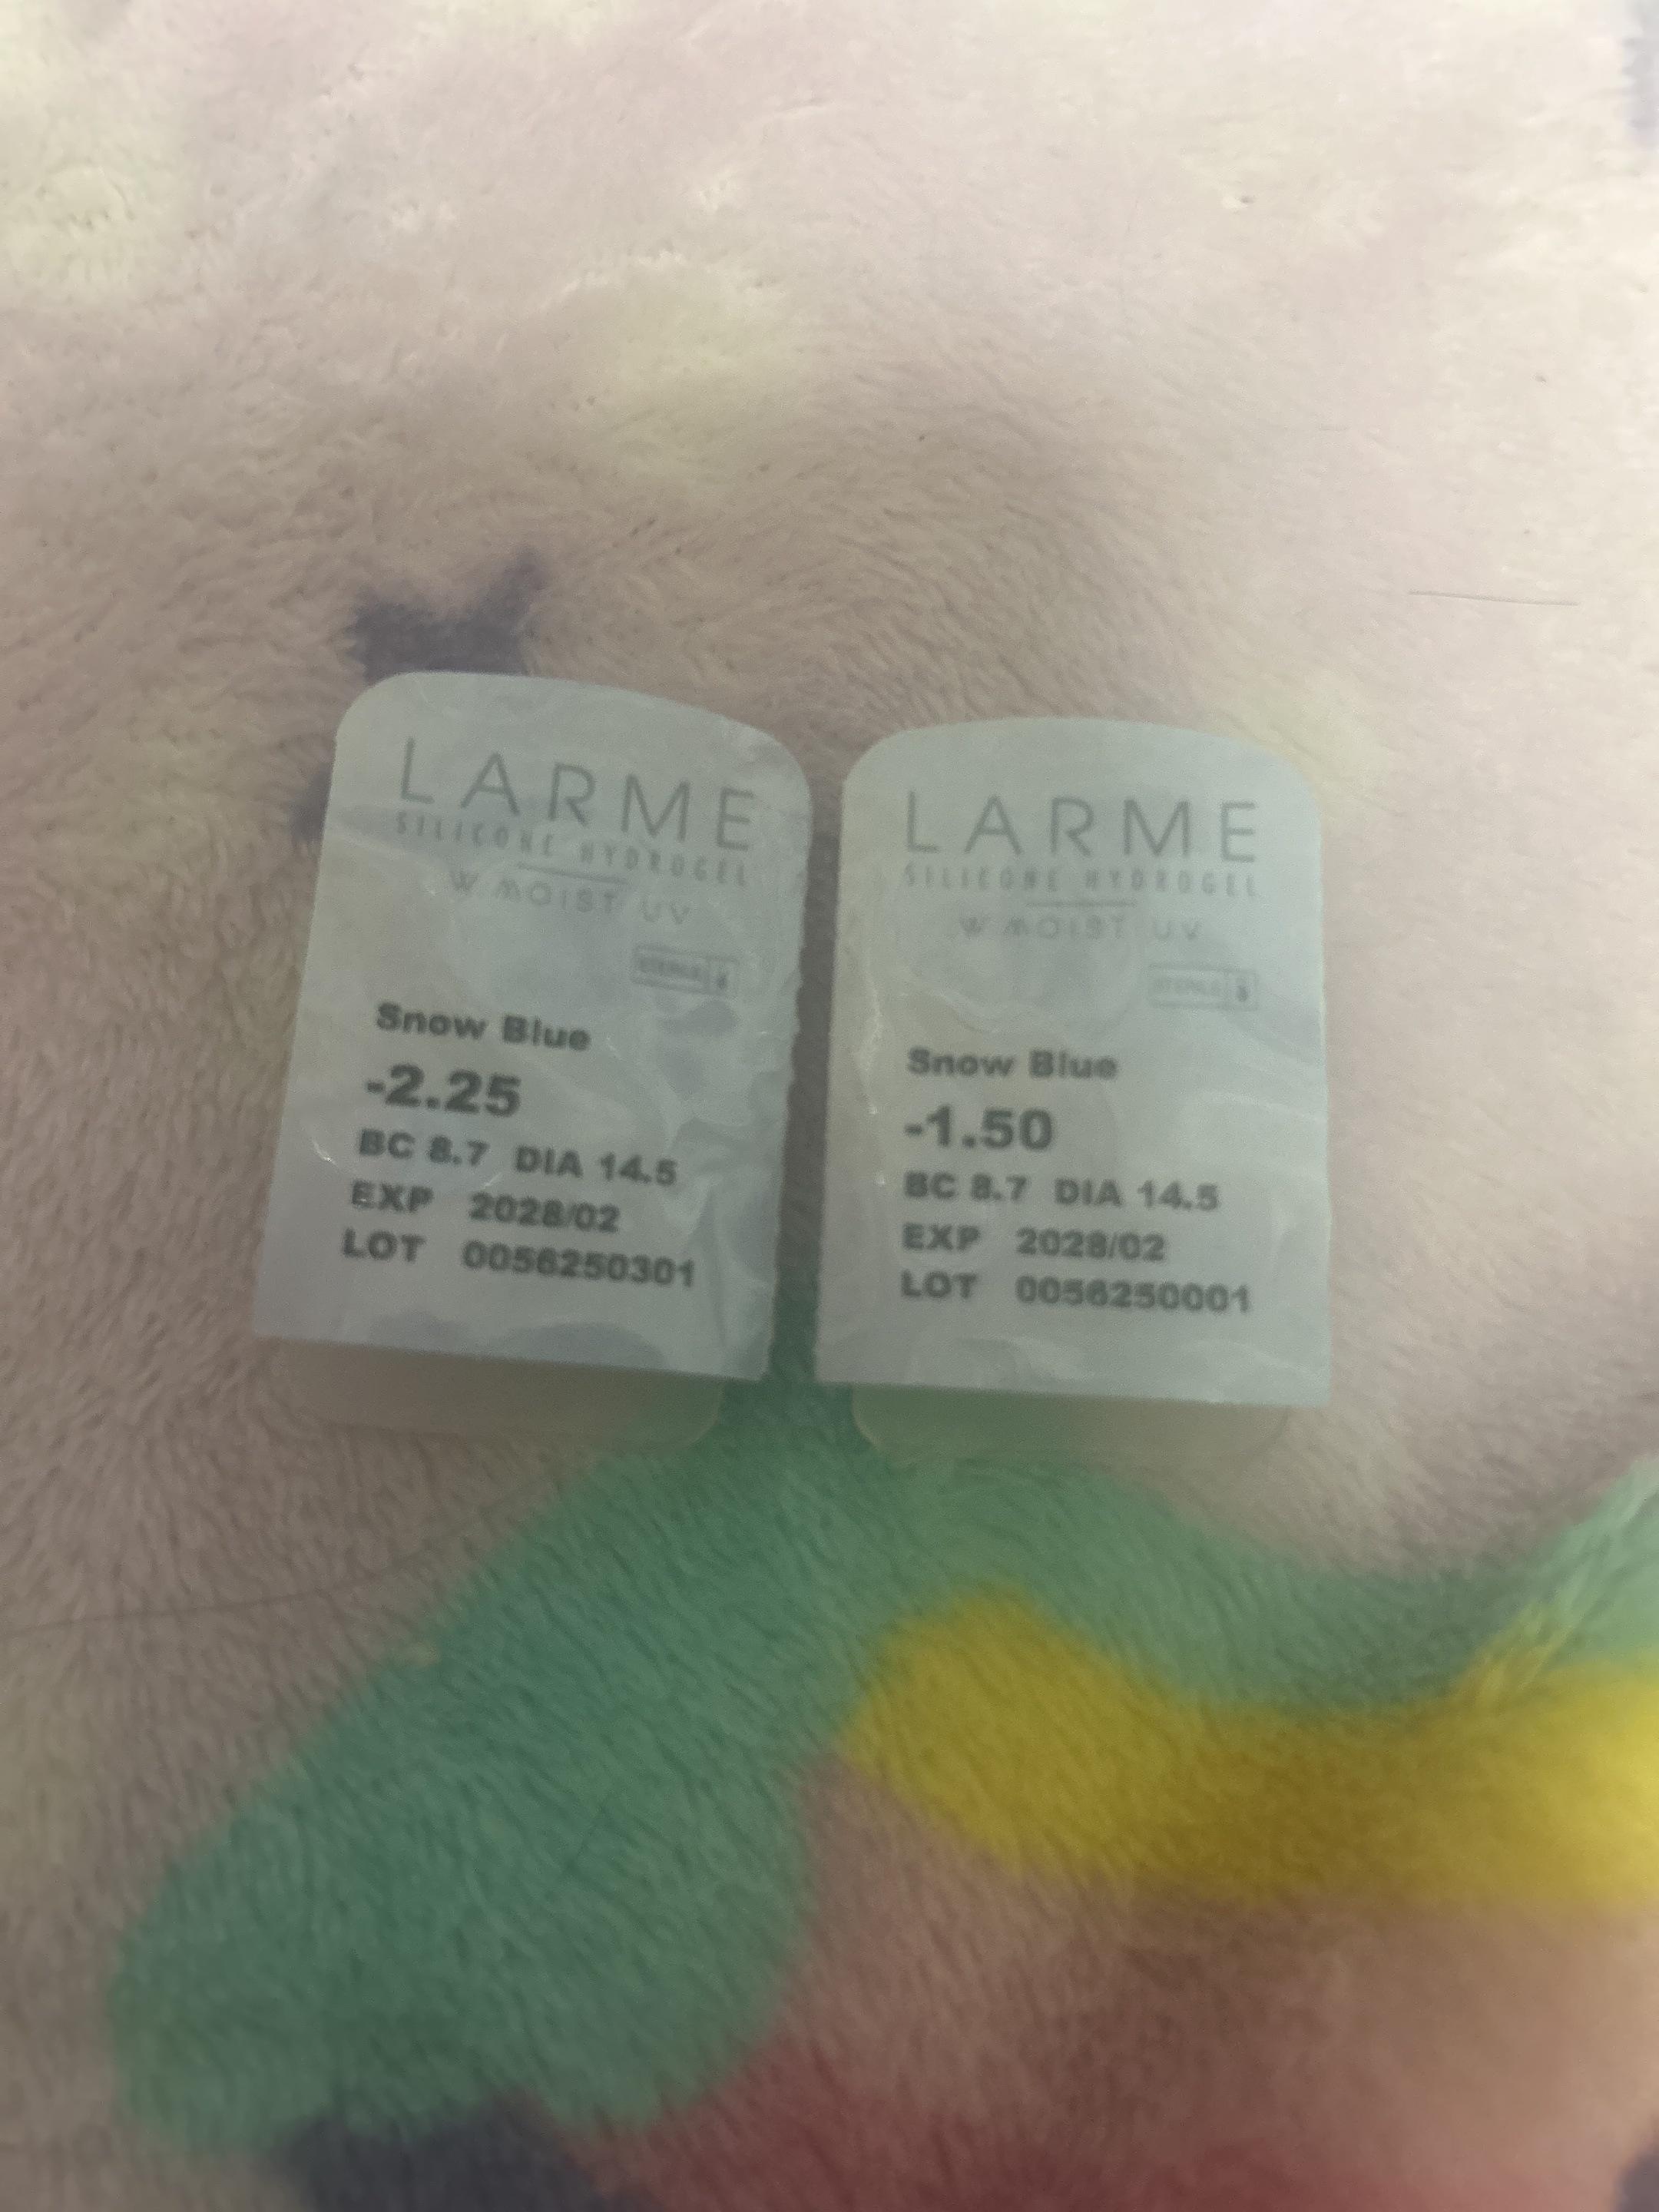 LARME
SILICONE HYDROGEL
W.MOIST UV
STERILE
Snow Blue
-2.25
BC 8.7 DIA 14.5
EXP 2028/02
LOT 0056250301
LARME
SILICONE HYDROGEL
W.MOIST UV
STERILE
Snow Blue
-1.50
BC 8.7 DIA 14.5
EXP 2028/02
LOT 0056250001